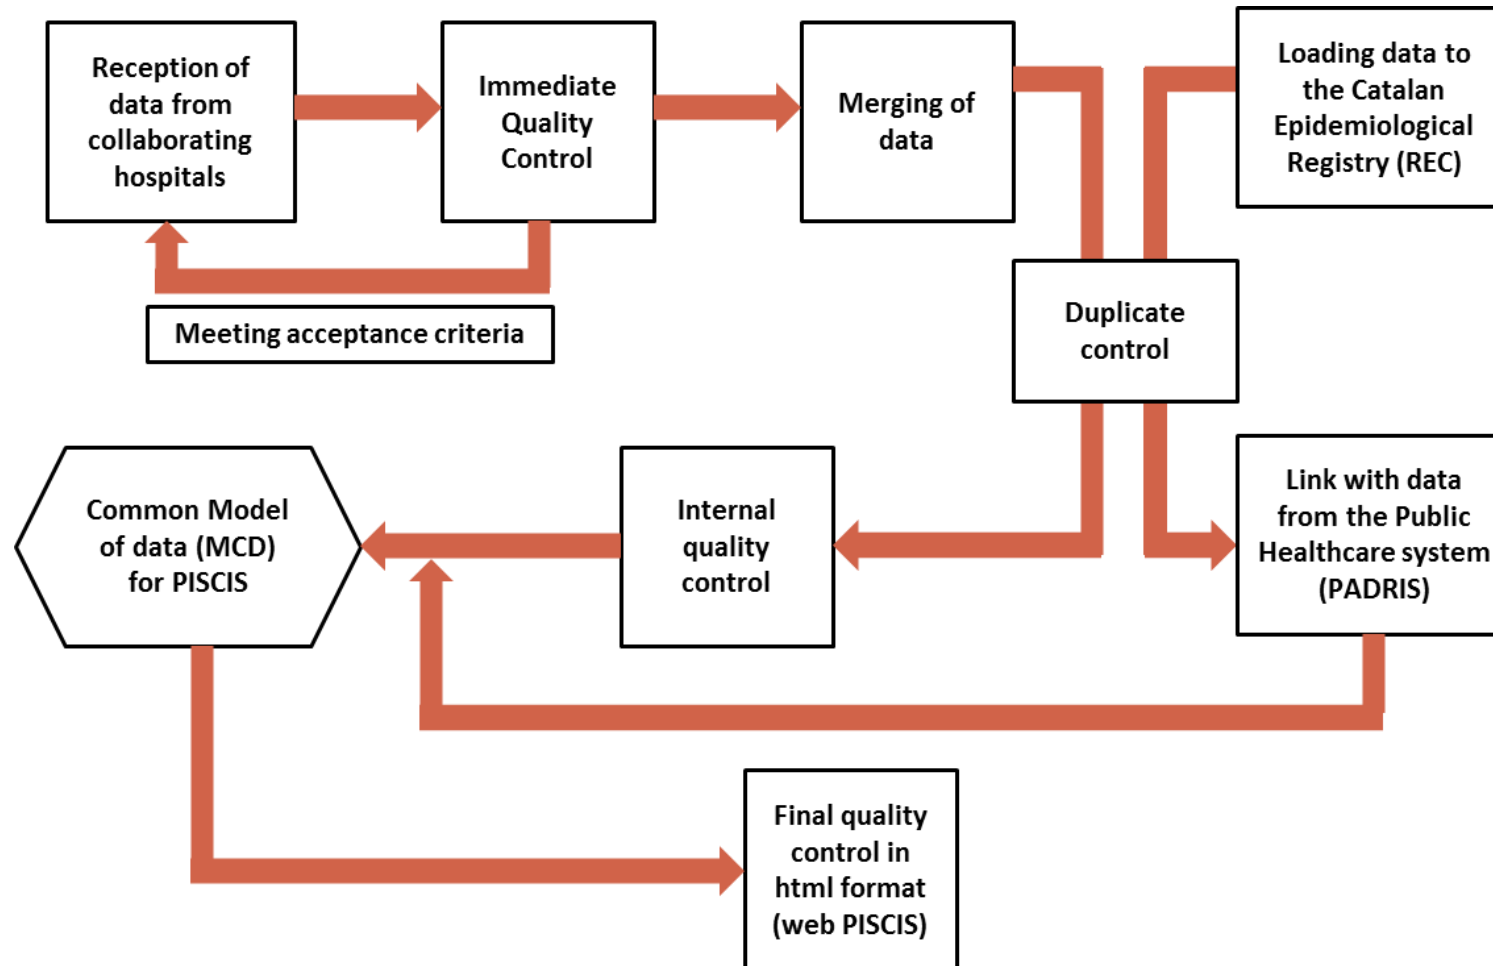 Reception of
data from
collaborating
hospitals
Immediate
Quality
Control
Merging of
data
Loading data to
the Catalan
Epidemiological
Registry (REC)
Meeting acceptance criteria
Duplicate
control
Common Model
of data (MCD)
for PISCIS
Internal
quality
control
Link with data
from the Public
Healthcare system
(PADRIS)
Final quality
control in
html format
(web PISCIS)